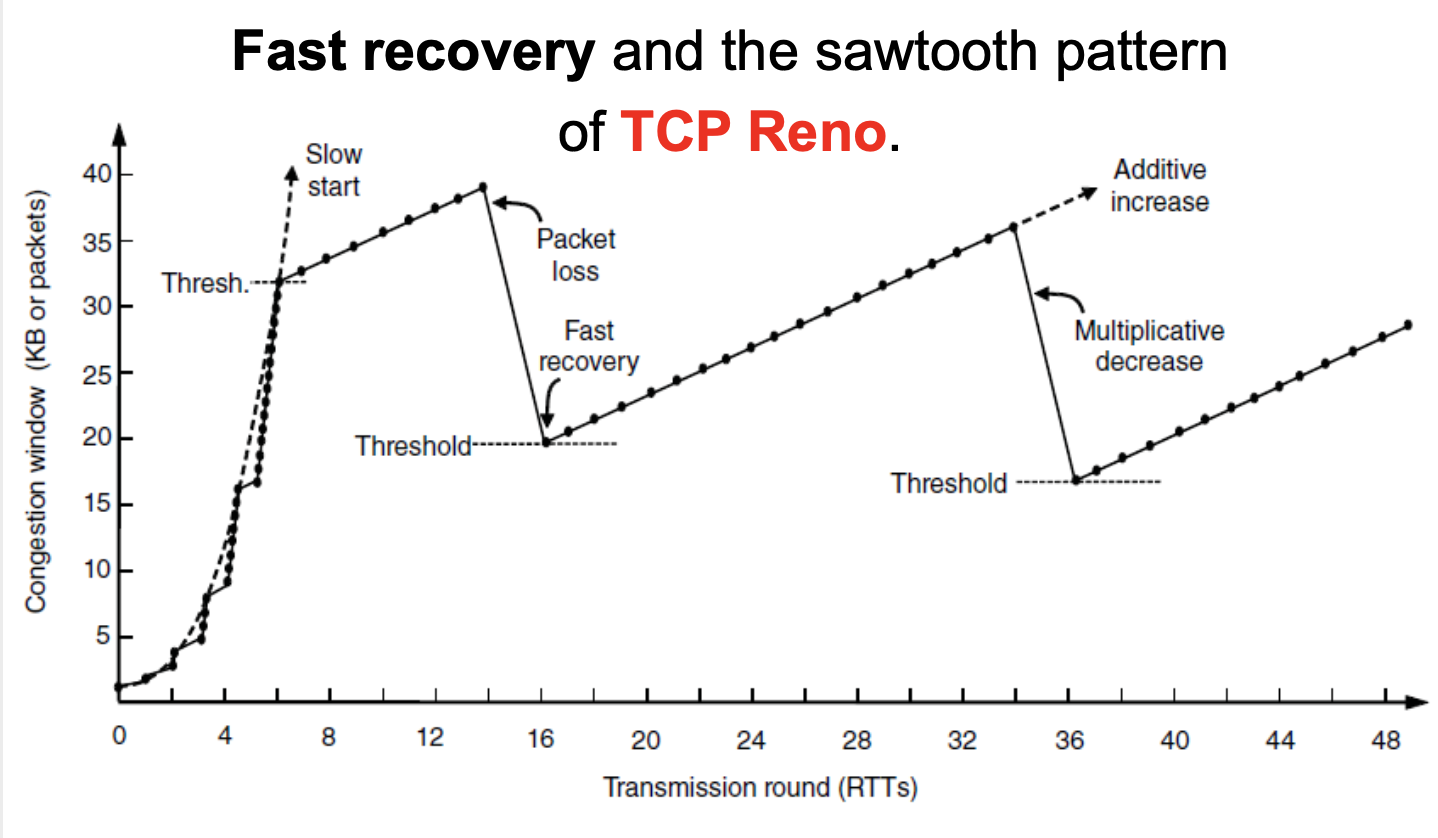 Fast recovery and the sawtooth pattern
of TCP Reno.
Slow
start
Additive
increase
Packet
loss
Thresh.
Fast
recovery
Multiplicative
decrease
Threshold
Threshold
Congestion window (KB or packets)
40
35
30
25
20
15
10
5
0 4 8 12 16 20 24 28 32 36 40 44 48
Transmission round (RTTs)